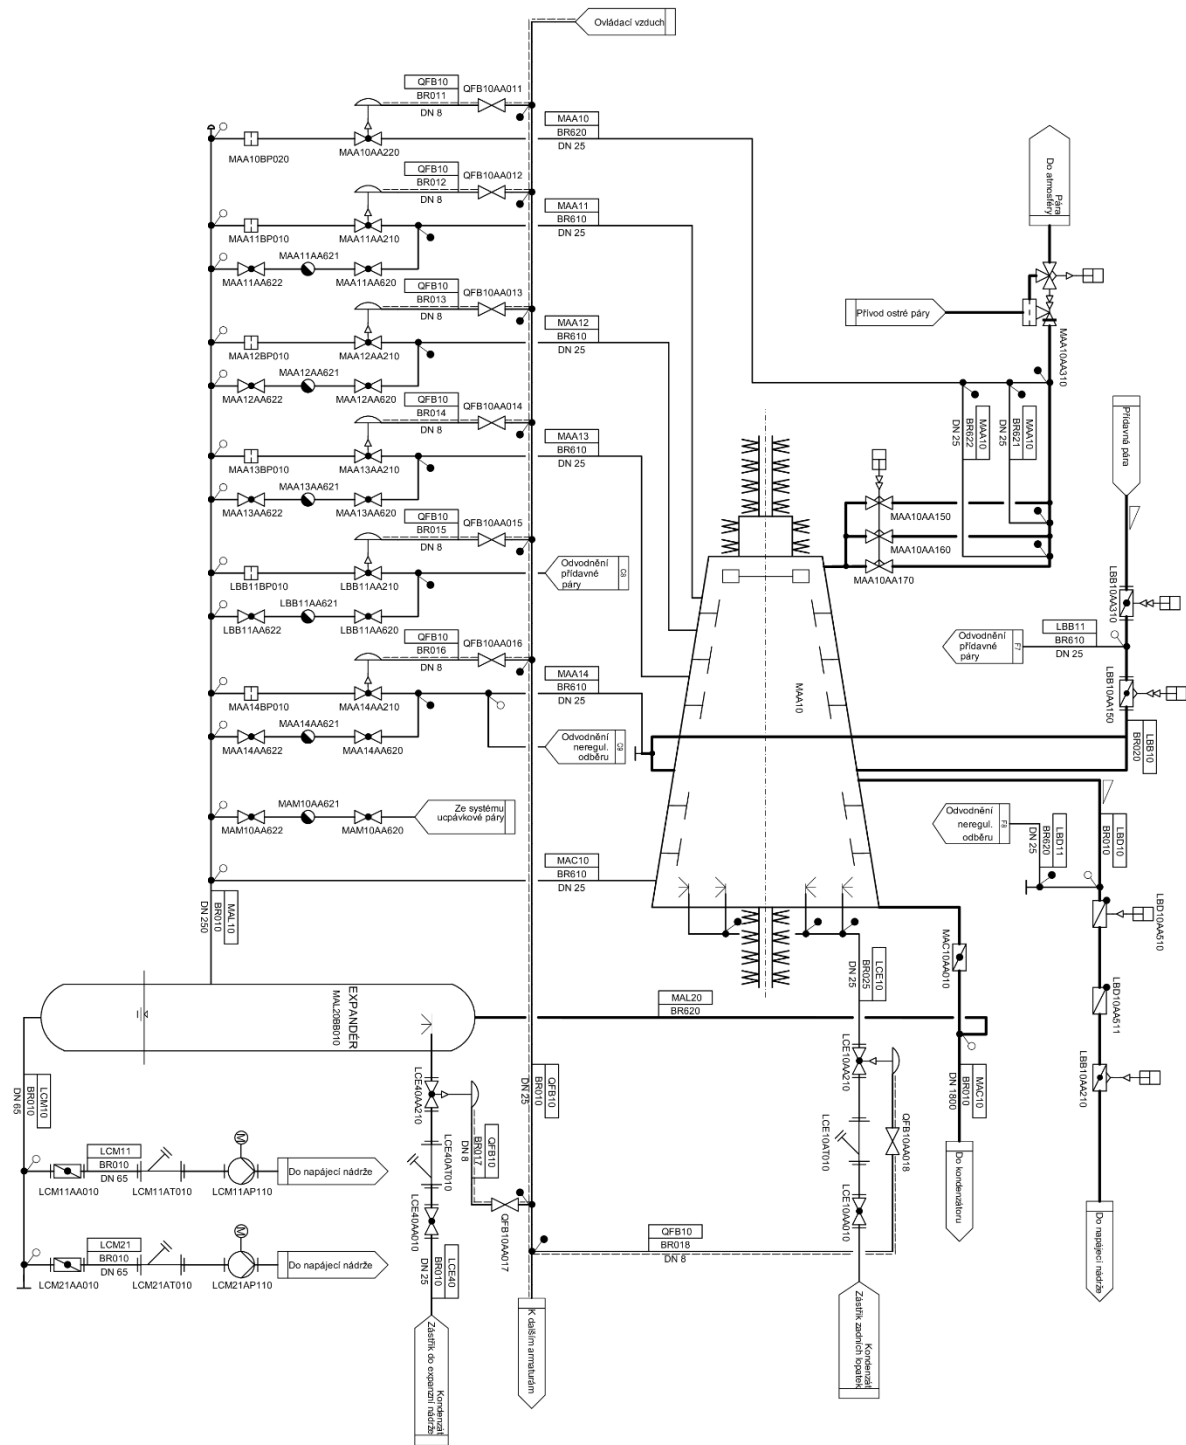 Ovládací vzduch
QFB10
BR011
DN 8
QFB10AA011
MAA10BP020
MAA10AA220
MAA10
BR620
DN 25
QFB10
BR012
DN 8
QFB10AA012
MAA11BP010
MAA11AA210
MAA11
BR610
DN 25
MAA11AA621
MAA11AA622
MAA11AA620
QFB10
BR013
DN 8
QFB10AA013
MAA12BP010
MAA12AA210
MAA12
BR610
DN 25
MAA12AA621
MAA12AA622
MAA12AA620
QFB10
BR014
DN 8
QFB10AA014
MAA13BP010
MAA13AA210
MAA13
BR610
DN 25
MAA13AA621
MAA13AA622
MAA13AA620
QFB10
BR015
DN 8
QFB10AA015
LBB11BP010
LBB11AA210
Odvodnění
přídavné
páry
C8
LBB11AA621
LBB11AA622
LBB11AA620
QFB10
BR016
DN 8
QFB10AA016
MAA14BP010
MAA14AA210
MAA14
BR610
DN 25
MAA14AA621
MAA14AA622
MAA14AA620
Odvodnění
neregul.
odběru
C9
MAM10AA621
MAM10AA622
MAM10AA620
Ze systému
ucpávkové páry
MAC10
BR610
DN 25
MAL10
BR010
DN 250
Pára
Do atmosféry
Přívod ostré páry
MAA10AA310
MAA10
BR622
DN 25
MAA10
BR621
DN 25
MAA10AA150
MAA10AA160
MAA10AA170
MAA10
Přídavná pára
LBB10AA310
LBB11
BR610
DN 25
Odvodnění
přídavné
páry
F7
LBB10AA150
LBB10
BR020
Odvodnění
neregul.
odběru
F8
LBD11
BR620
DN 25
LBD10
BR010
LBD10AA510
LBD10AA511
LBB10AA210
Do napájecí nádrže
MAC10AA010
MAC10
BR010
DN 1800
Do kondenzátoru
LCE10
BR025
DN 25
LCE10AA210
LCE10AT010
LCE10AA010
QFB10AA018
Kondenzát
Zástřik zadních lopatek
MAL20
BR620
EXPANDÉR
MAL20BB010
QFB10
BR010
DN 25
LCE40AA210
LCE40AT010
LCE40AA010
QFB10
BR017
DN 8
QFB10AA017
QFB10
BR018
DN 8
LCE40
BR010
DN 25
Kondenzát
Zástřik do expanzní nádrže
K dalším armaturám
LCM10
BR010
DN 65
LCM11
BR010
DN 65
LCM11AA010
LCM11AT010
M
LCM11AP110
Do napájecí nádrže
LCM21
BR010
DN 65
LCM21AA010
LCM21AT010
M
LCM21AP110
Do napájecí nádrže